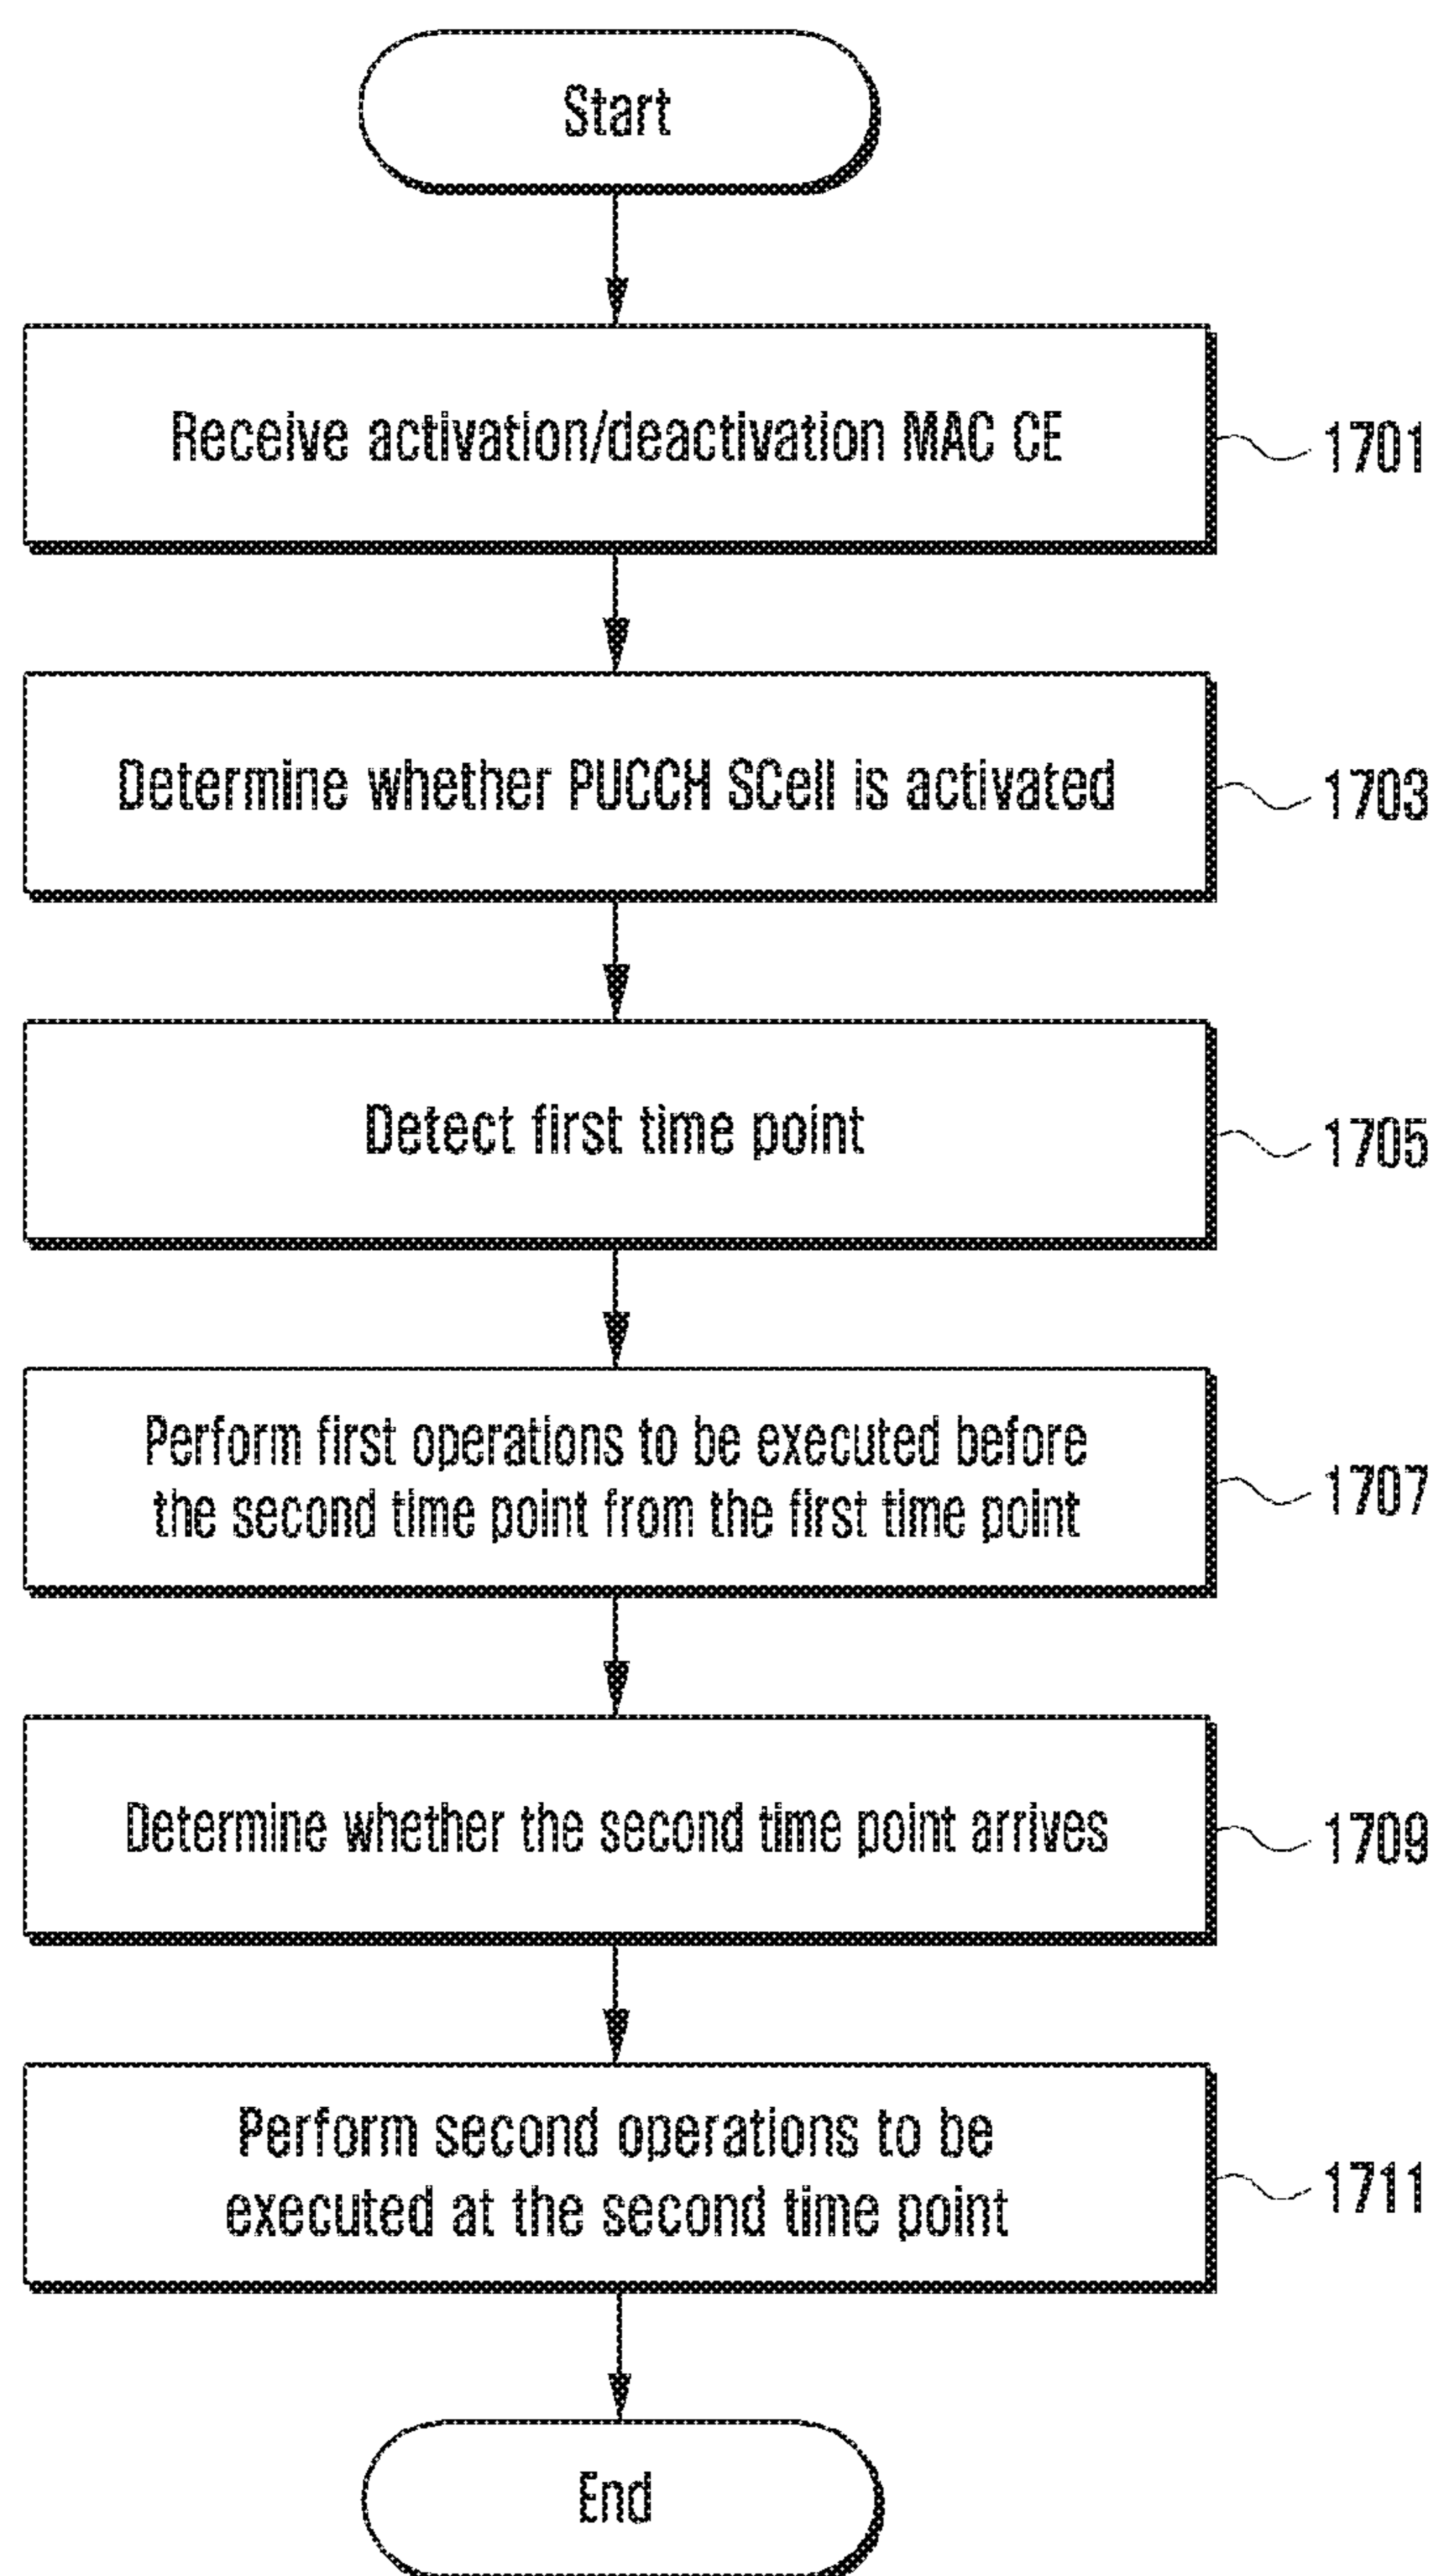 Start
Receive activation/deactivation MAC CE
1701
Determine whether PUCCH SCell is activated
1703
Detect first time point
1705
Perform first operations to be executed before
the second time point from the first time point
1707
Determine whether the second time point arrives
1709
Perform second operations to be
executed at the second time point
1711
End